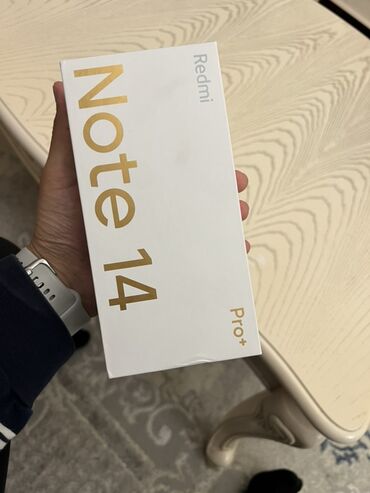 Redmi
Note 14
Pro+